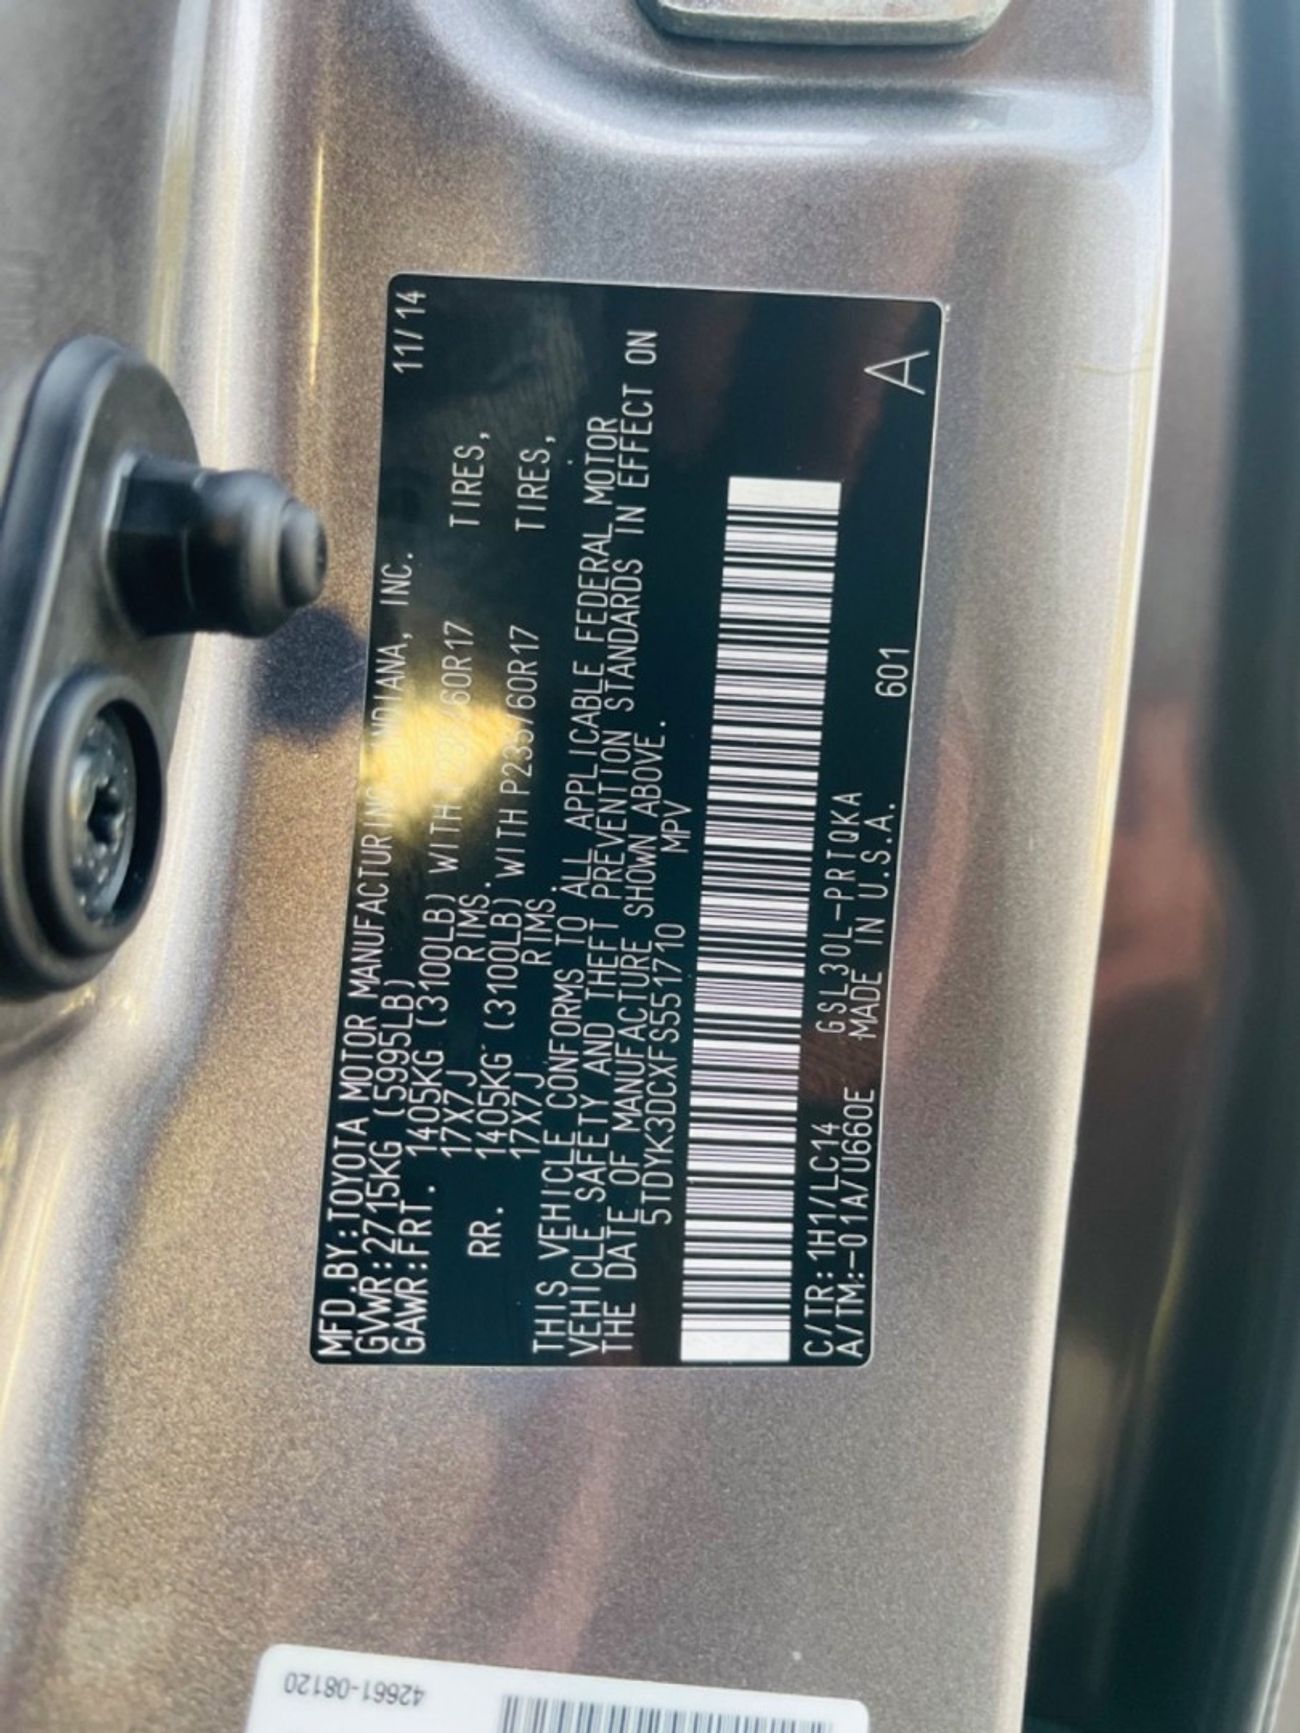 MFD.BY:TOYOTA MOTOR MANUFACTURING INDIANA, INC. 11/14
GVWR:2715KG (5995LB)
GAWR:FRT. 1405KG (3100LB) WITH P235/60R17 TIRES,
17X7J RIMS.
RR. 1405KG (3100LB) WITH P235/60R17 TIRES,
17X7J RIMS.
THIS VEHICLE CONFORMS TO ALL APPLICABLE FEDERAL MOTOR
VEHICLE SAFETY AND THEFT PREVENTION STANDARDS IN EFFECT ON
THE DATE OF MANUFACTURE SHOWN ABOVE.
5TDYK3DCXFS551710 MPV
C/TR:1H1/LC14 GSL30L-PRTQKA
A/TM:-01A/U660E MADE IN U.S.A. 601
A
42661-08120